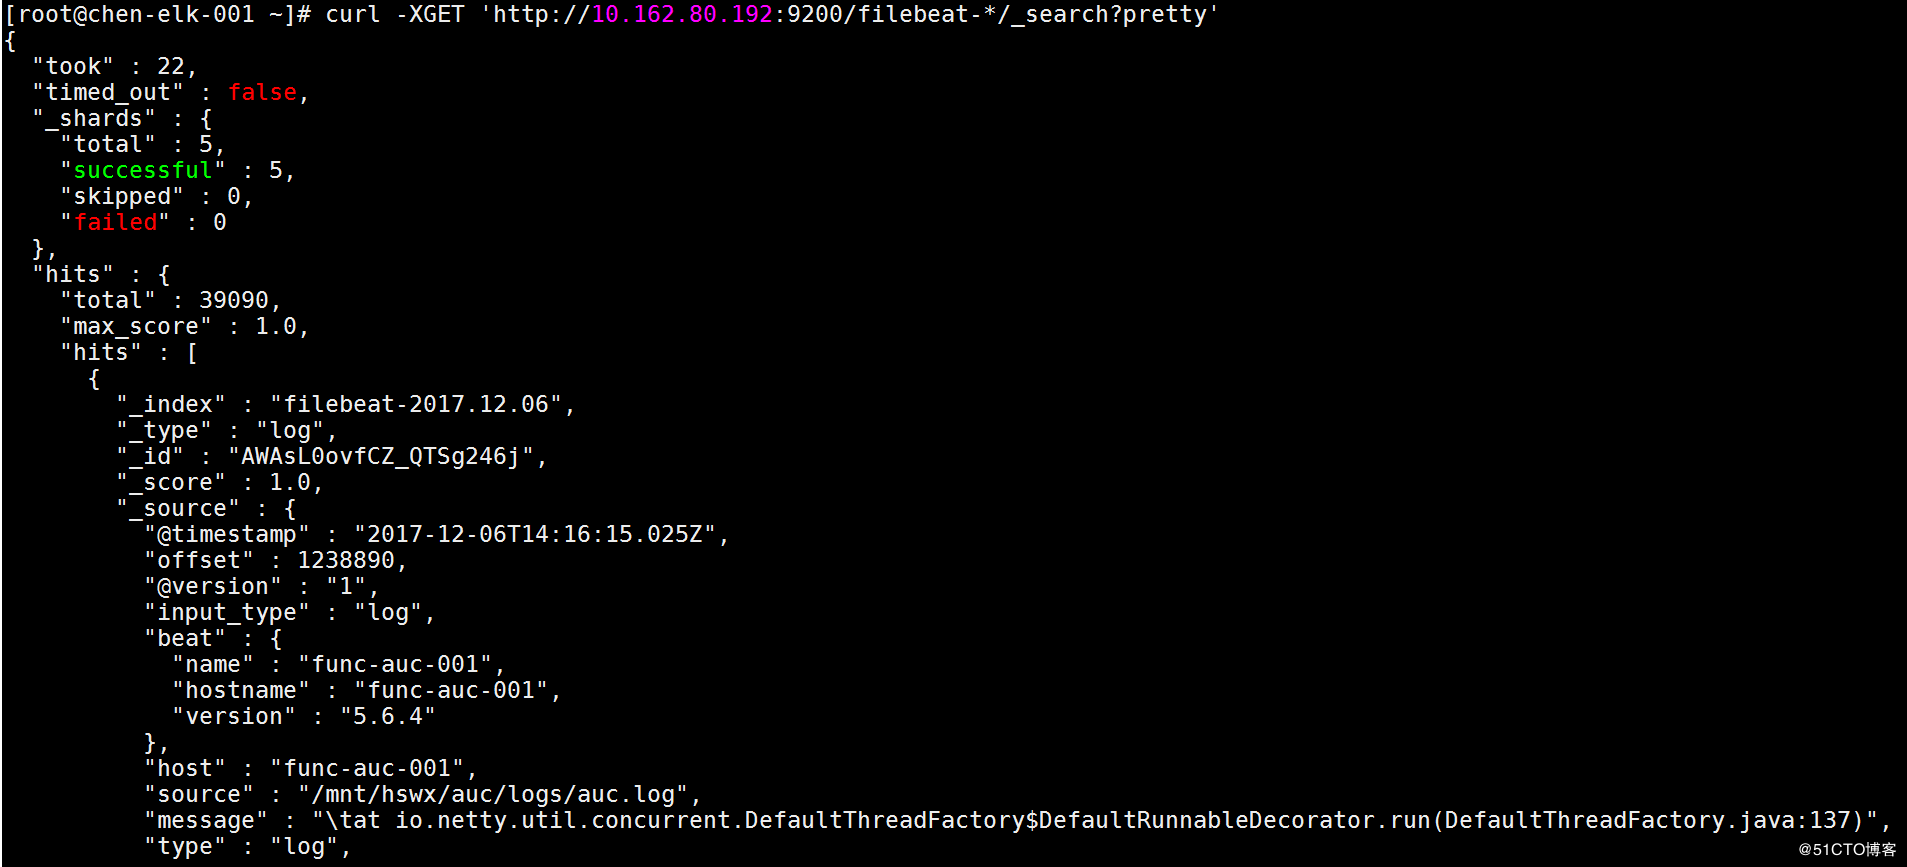 [root@chen-elk-001 ~]# curl -XGET 'http://10.162.80.192:9200/filebeat-*/_search?pretty'
{
  "took" : 22,
  "timed_out" : false,
  "_shards" : {
    "total" : 5,
    "successful" : 5,
    "skipped" : 0,
    "failed" : 0
  },
  "hits" : {
    "total" : 39090,
    "max_score" : 1.0,
    "hits" : [
      {
        "_index" : "filebeat-2017.12.06",
        "_type" : "log",
        "_id" : "AWAsL0ovfCZ_QTSg246j",
        "_score" : 1.0,
        "_source" : {
          "@timestamp" : "2017-12-06T14:16:15.025Z",
          "offset" : 1238890,
          "@version" : "1",
          "input_type" : "log",
          "beat" : {
            "name" : "func-auc-001",
            "hostname" : "func-auc-001",
            "version" : "5.6.4"
          },
          "host" : "func-auc-001",
          "source" : "/mnt/hswx/auc/logs/auc.log",
          "message" : "\tat io.netty.util.concurrent.DefaultThreadFactory$DefaultRunnableDecorator.run(DefaultThreadFactory.java:137)",
          "type" : "log",
@51CTO博客